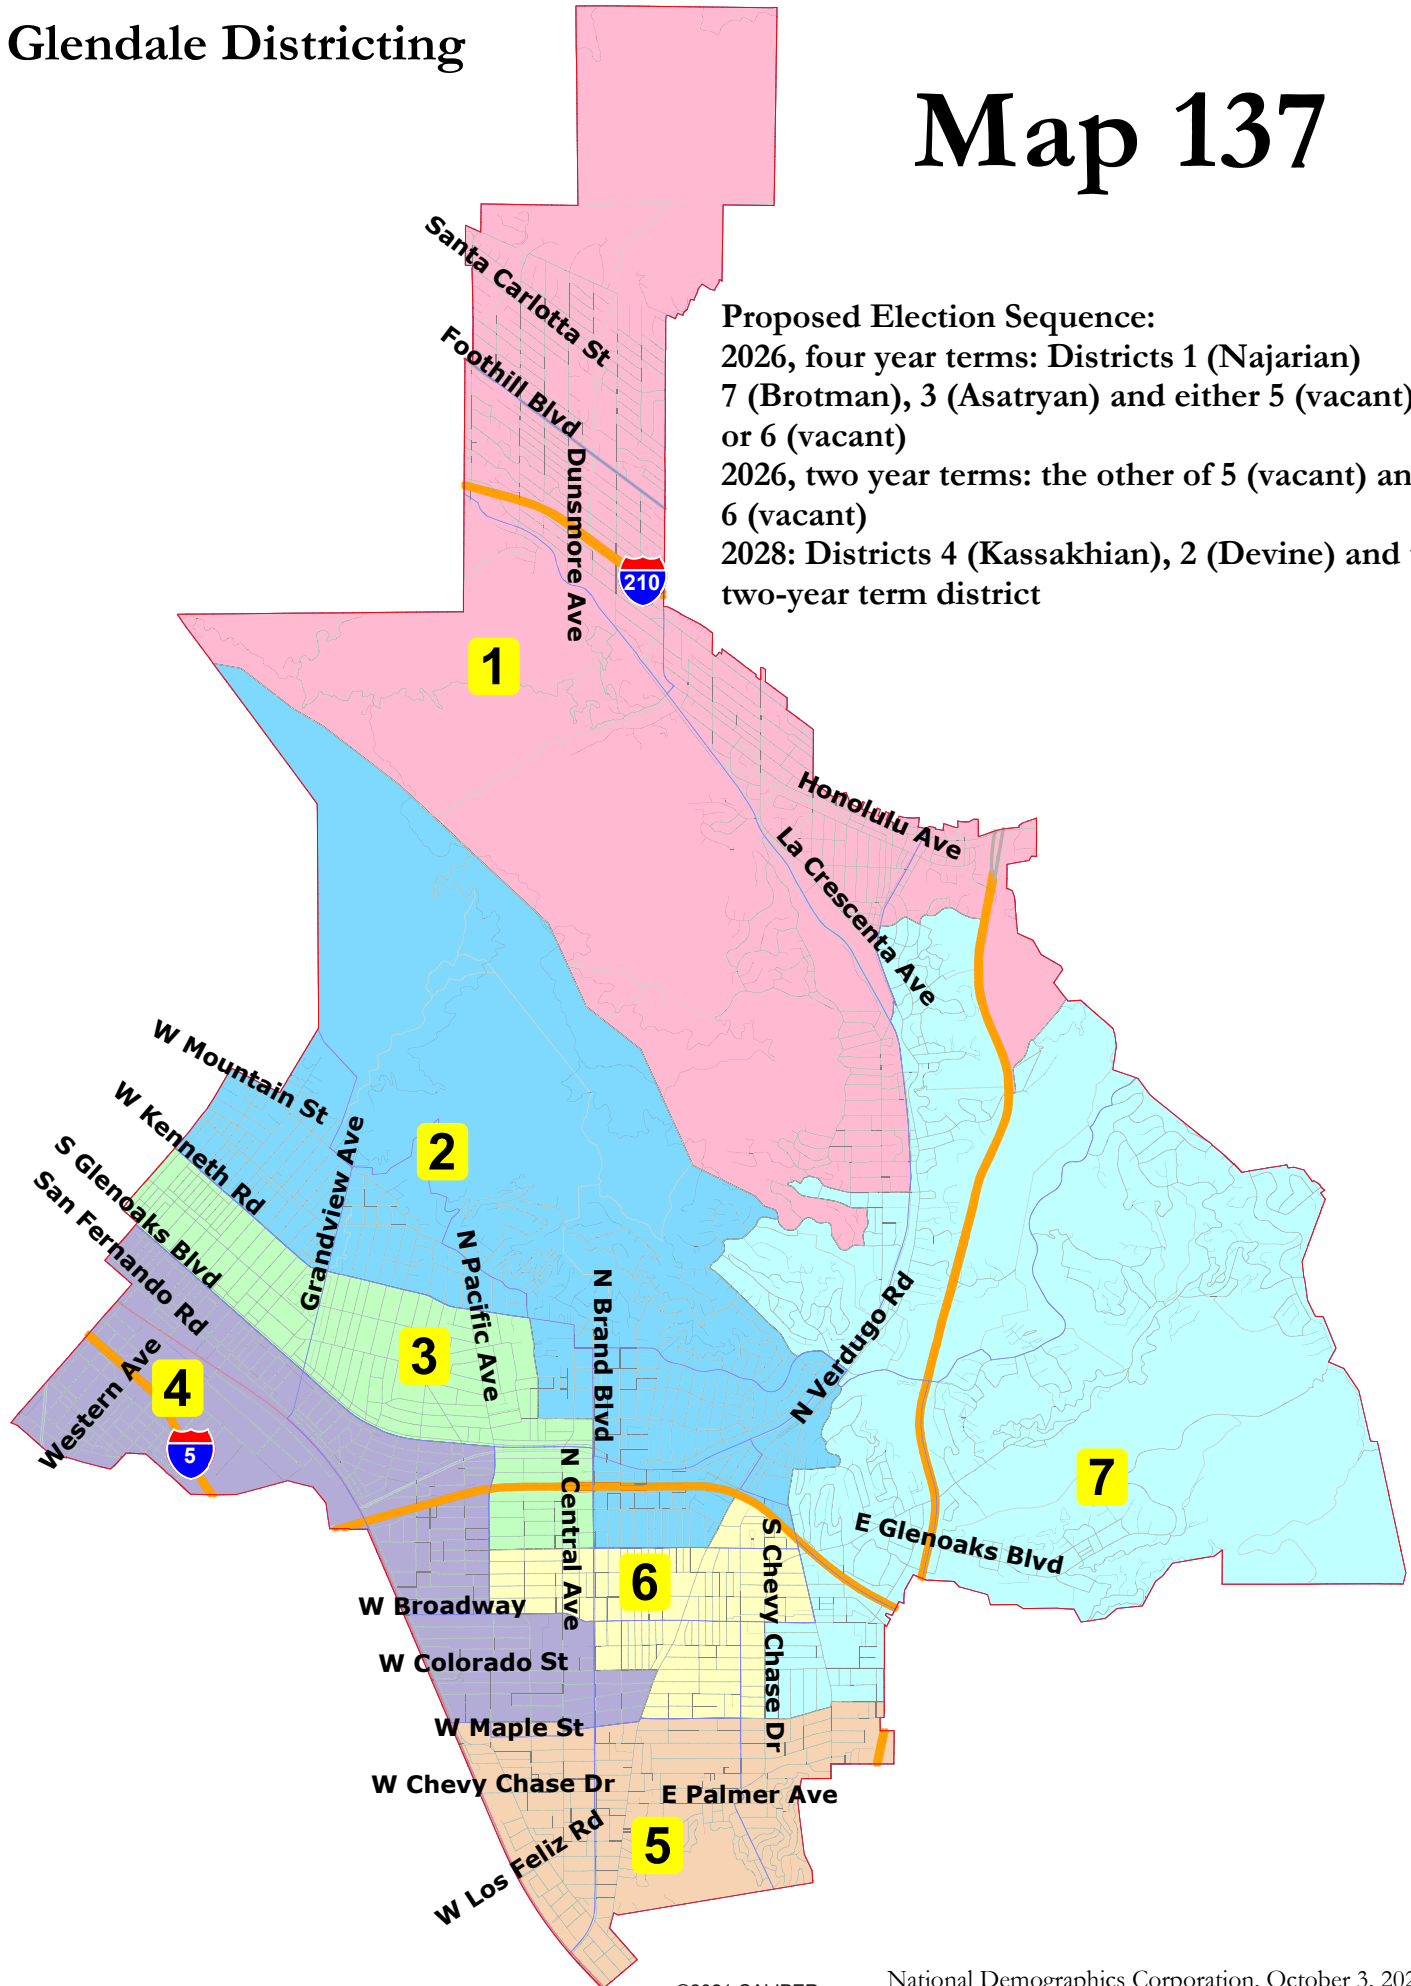 Glendale Districting
Map 137
Proposed Election Sequence:
2026, four year terms: Districts 1 (Najarian)
7 (Brotman), 3 (Asatryan) and either 5 (vacant)
or 6 (vacant)
2026, two year terms: the other of 5 (vacant) an
6 (vacant)
2028: Districts 4 (Kassakhian), 2 (Devine) and
two-year term district
Santa Carlotta St
Foothill Blvd
Dunsmore Ave
210
1
Honolulu Ave
La Crescenta Ave
W Mountain St
W Kenneth Rd
S Glenoaks Blvd
San Fernando Rd
Grandview Ave
2
N Pacific Ave
N Brand Blvd
N Verdugo Rd
3
4
Western Ave
5
7
N Central Ave
S Chevy Chase Dr
E Glenoaks Blvd
6
W Broadway
W Colorado St
W Maple St
W Chevy Chase Dr
E Palmer Ave
W Los Feliz Rd
5
National Demographics Corporation, October 3, 202